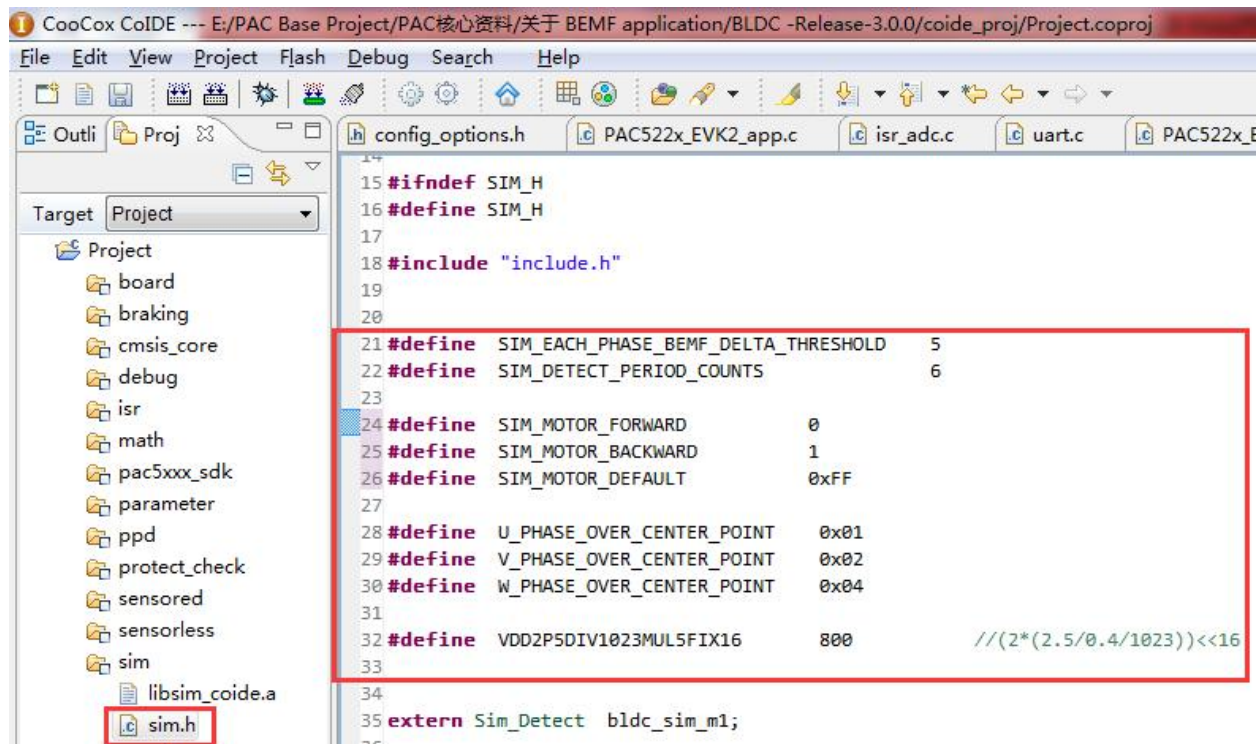 CooCox CoIDE --- E:/PAC Base Project/PAC核心资料/关于 BEMF application/BLDC -Release-3.0.0/coide_proj/Project.coproj
File Edit View Project Flash Debug Search Help
Outli Proj
config_options.h PAC522x_EVK2_app.c isr_adc.c uart.c PAC522x_E
Target Project
Project
board
braking
cmsis_core
debug
isr
math
pac5xxx_sdk
parameter
ppd
protect_check
sensored
sensorless
sim
libsim_coide.a
sim.h
14
15 #ifndef SIM_H
16 #define SIM_H
17
18 #include "include.h"
19
20
21 #define SIM_EACH_PHASE_BEMF_DELTA_THRESHOLD 5
22 #define SIM_DETECT_PERIOD_COUNTS 6
23
24 #define SIM_MOTOR_FORWARD 0
25 #define SIM_MOTOR_BACKWARD 1
26 #define SIM_MOTOR_DEFAULT 0xFF
27
28 #define U_PHASE_OVER_CENTER_POINT 0x01
29 #define V_PHASE_OVER_CENTER_POINT 0x02
30 #define W_PHASE_OVER_CENTER_POINT 0x04
31
32 #define VDD2P5DIV1023MUL5FIX16 800 //(2*(2.5/0.4/1023))<<16
33
34
35 extern Sim_Detect bldc_sim_m1;